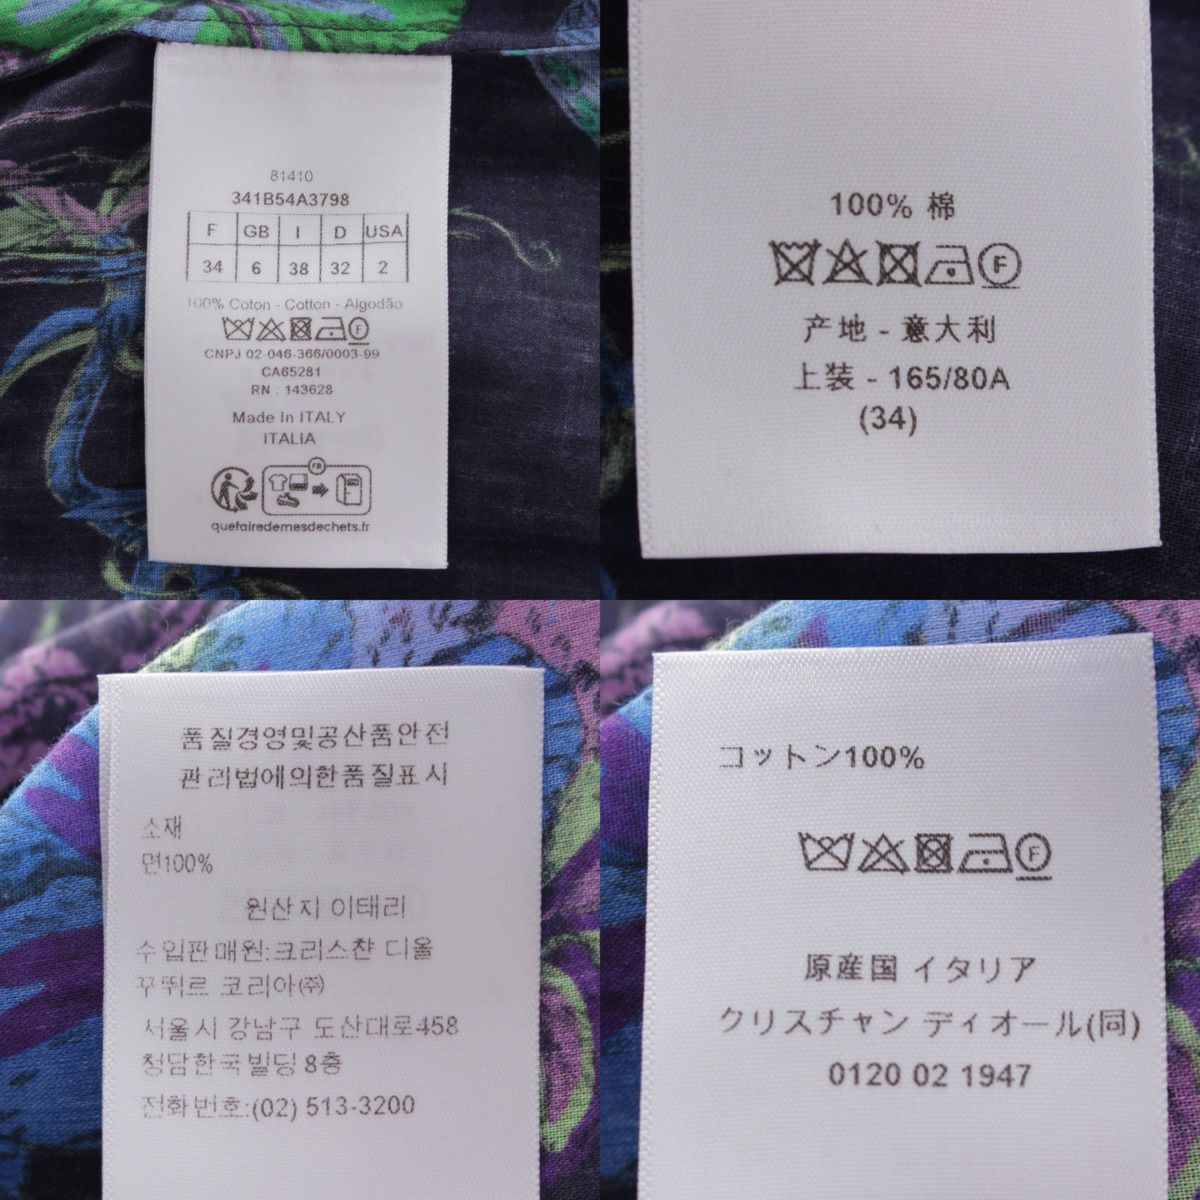 81410
341B54A3798
F GB I D USA
34 6 38 32 2
100% Coton - Cotton - Algodão
F
CNPJ 02-046-366/0003-99
CA65281
RN : 143628
Made In ITALY
ITALIA
FR
quefairedemesdechets.fr
100% 棉
F
产地 - 意大利
上装 - 165/80A
(34)
품질경영및공산품안전
관리법에의한품질표시
소재
면100%
원산지 이태리
수입판매원:크리스챤 디올
꾸뛰르 코리아㈜
서울시 강남구 도산대로458
청담한국빌딩 8층
전화번호:(02) 513-3200
コットン100%
F
原産国 イタリア
クリスチャン ディオール(同)
0120 02 1947